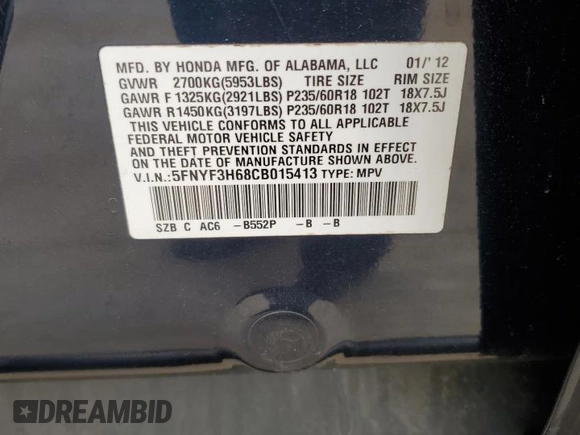 MFD. BY HONDA MFG. OF ALABAMA, LLC 01/'12
GVWR 2700KG(5953LBS) TIRE SIZE RIM SIZE
GAWR F 1325KG(2921LBS) P235/60R18 102T 18X7.5J
GAWR R1450KG(3197LBS) P235/60R18 102T 18X7.5J
THIS VEHICLE CONFORMS TO ALL APPLICABLE
FEDERAL MOTOR VEHICLE SAFETY
AND THEFT PREVENTION STANDARDS IN EFFECT
ON THE DATE OF MANUFACTURE SHOWN ABOVE.
V.I.N.:5FNYF3H68CB015413 TYPE: MPV
SZB C AC6 -B552P -B -B
DREAMBID